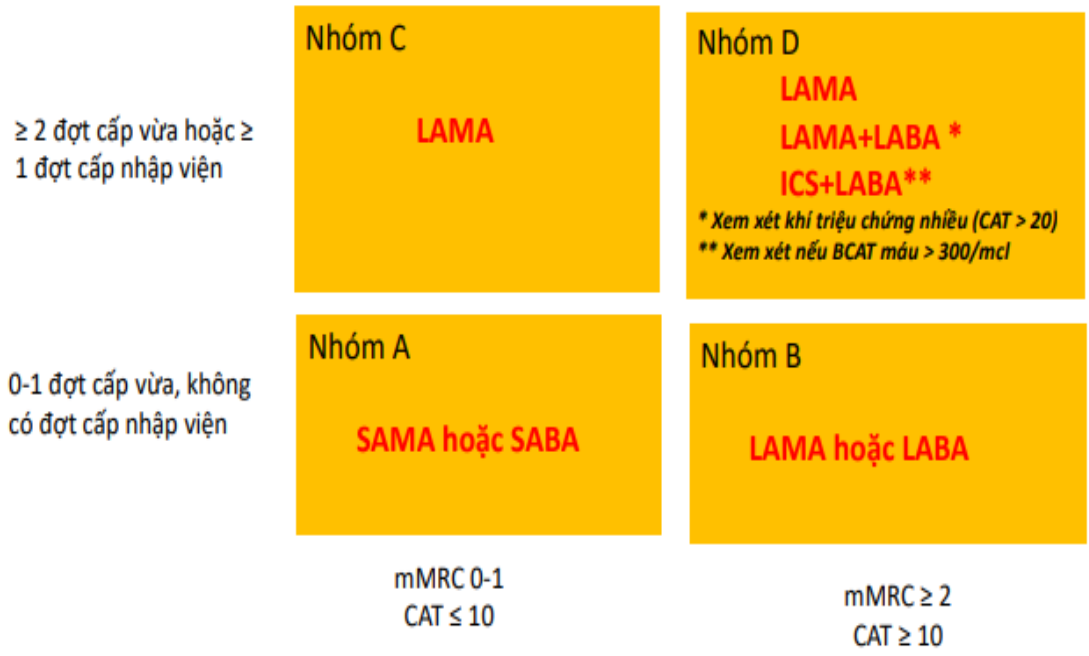 Nhóm C
LAMA
Nhóm D
LAMA
LAMA+LABA *
ICS+LABA**
* Xem xét khi triệu chứng nhiều (CAT > 20)
** Xem xét nếu BCAT máu > 300/mcl
≥ 2 đợt cấp vừa hoặc ≥
1 đợt cấp nhập viện
Nhóm A
SAMA hoặc SABA
Nhóm B
LAMA hoặc LABA
0-1 đợt cấp vừa, không
có đợt cấp nhập viện
mMRC 0-1
CAT ≤ 10
mMRC ≥ 2
CAT ≥ 10